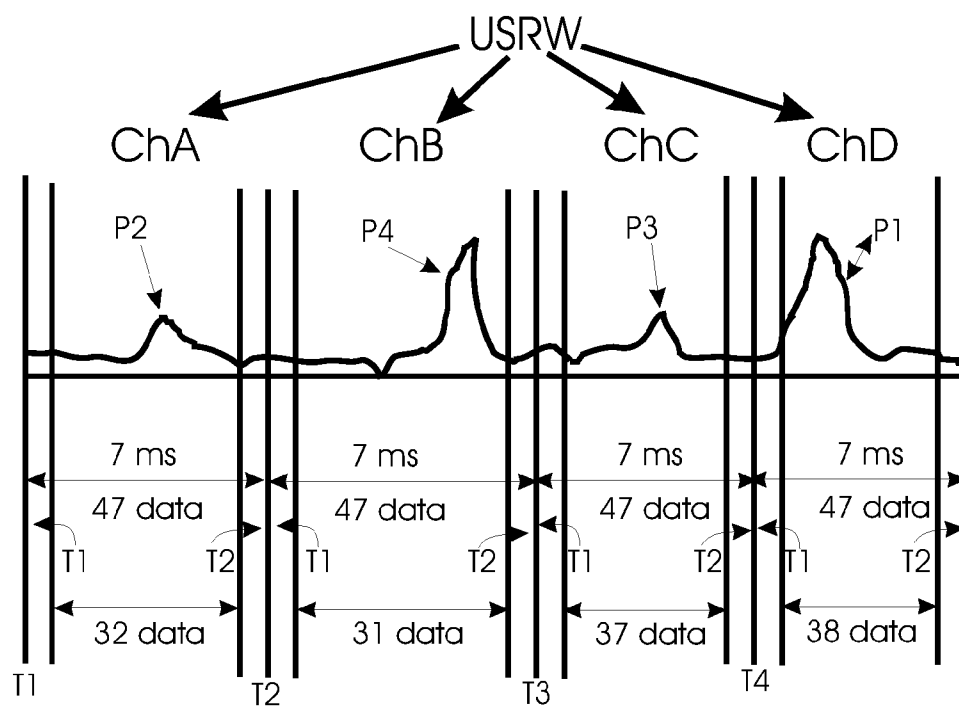 USRW
ChA ChB ChC ChD
P2 P4 P3 P1
7 ms 7 ms 7 ms 7 ms
47 data 47 data 47 data 47 data
T1 T2 T1 T2 T1 T2 T1 T2
32 data 31 data 37 data 38 data
T1 T2 T3 T4